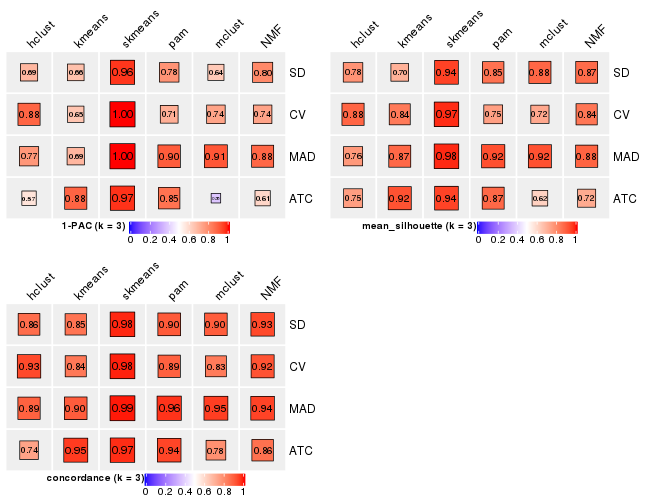 hclust kmeans skmeans pam mclust NMF
0.69 0.66 0.96 0.78 0.64 0.80 SD
0.88 0.65 1.00 0.71 0.74 0.74 CV
0.77 0.69 1.00 0.90 0.91 0.88 MAD
0.57 0.88 0.97 0.85 0.61 ATC
1-PAC (k = 3)
0 0.2 0.4 0.6 0.8 1
hclust kmeans skmeans pam mclust NMF
0.78 0.70 0.94 0.85 0.88 0.87 SD
0.88 0.84 0.97 0.75 0.72 0.84 CV
0.76 0.87 0.98 0.92 0.92 0.88 MAD
0.75 0.92 0.94 0.87 0.62 0.72 ATC
mean_silhouette (k = 3)
0 0.2 0.4 0.6 0.8 1
hclust kmeans skmeans pam mclust NMF
0.86 0.85 0.98 0.90 0.90 0.93 SD
0.93 0.84 0.98 0.89 0.83 0.92 CV
0.89 0.90 0.99 0.96 0.95 0.94 MAD
0.74 0.95 0.97 0.94 0.78 0.86 ATC
concordance (k = 3)
0 0.2 0.4 0.6 0.8 1